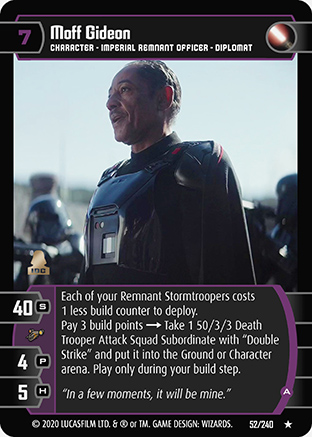 7
Moff Gideon
CHARACTER - IMPERIAL REMNANT OFFICER - DIPLOMAT
40 S
4 P
5 H
Each of your Remnant Stormtroopers costs
1 less build counter to deploy.
Pay 3 build points → Take 1 50/3/3 Death
Trooper Attack Squad Subordinate with “Double
Strike” and put it into the Ground or Character
arena. Play only during your build step.
“In a few moments, it will be mine.”
A
© 2020 LUCASFILM LTD. & ® or TM. GAME DESIGN: WIZARDS.
52/240 ★